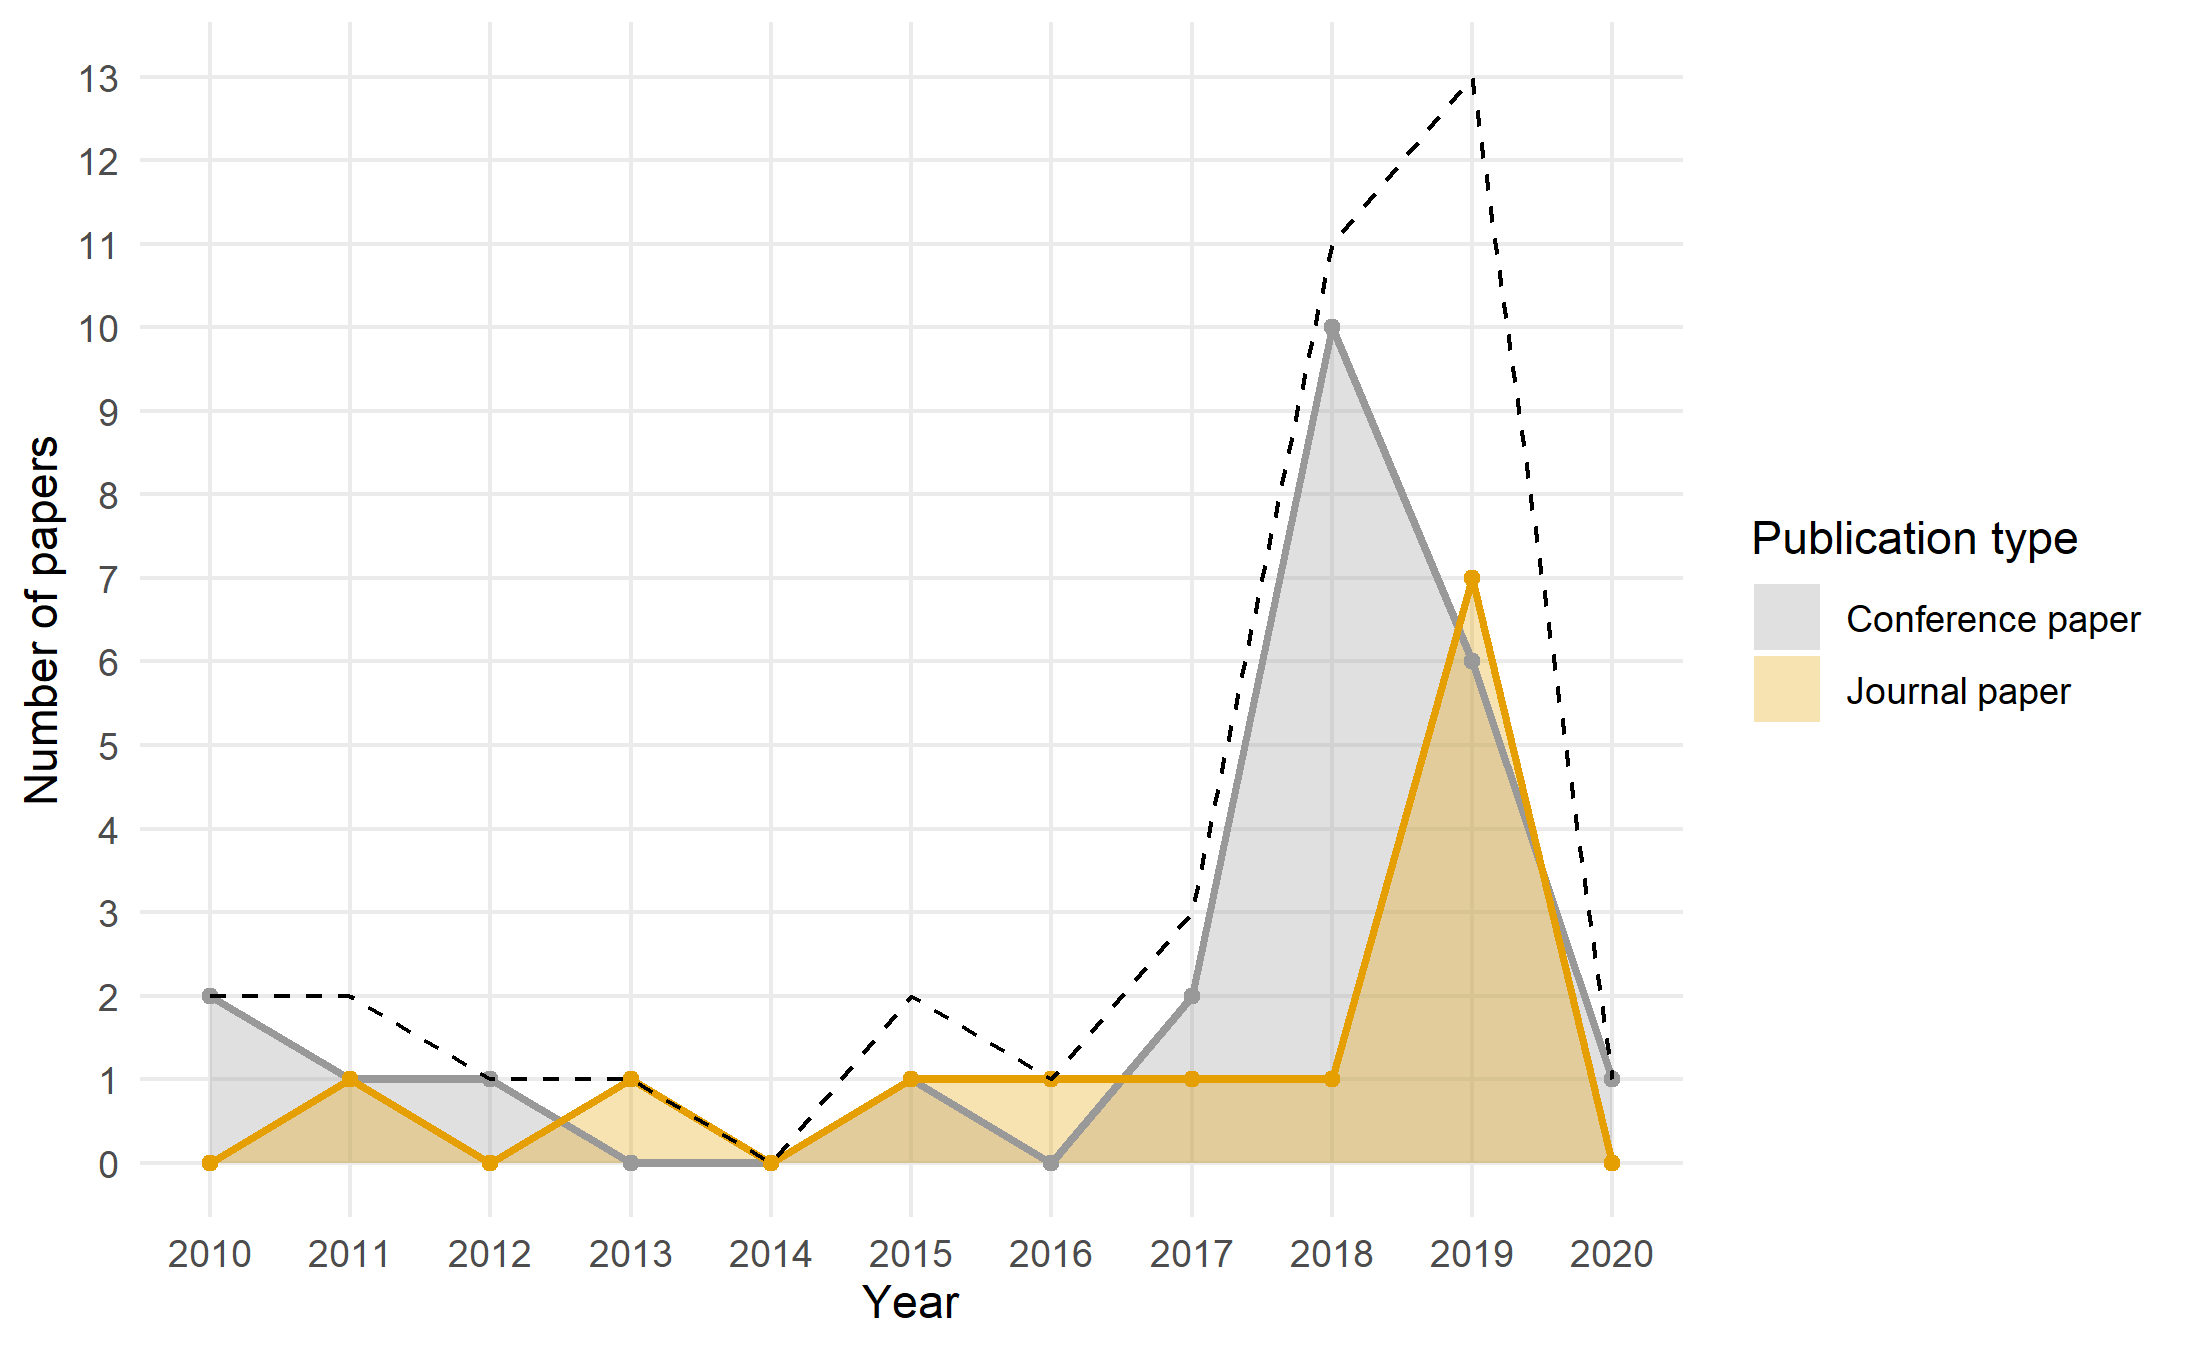 13
12
11
10
9
8
7
6
5
4
3
2
1
0
Number of papers
2010 2011 2012 2013 2014 2015 2016 2017 2018 2019 2020
Year
Publication type
Conference paper
Journal paper